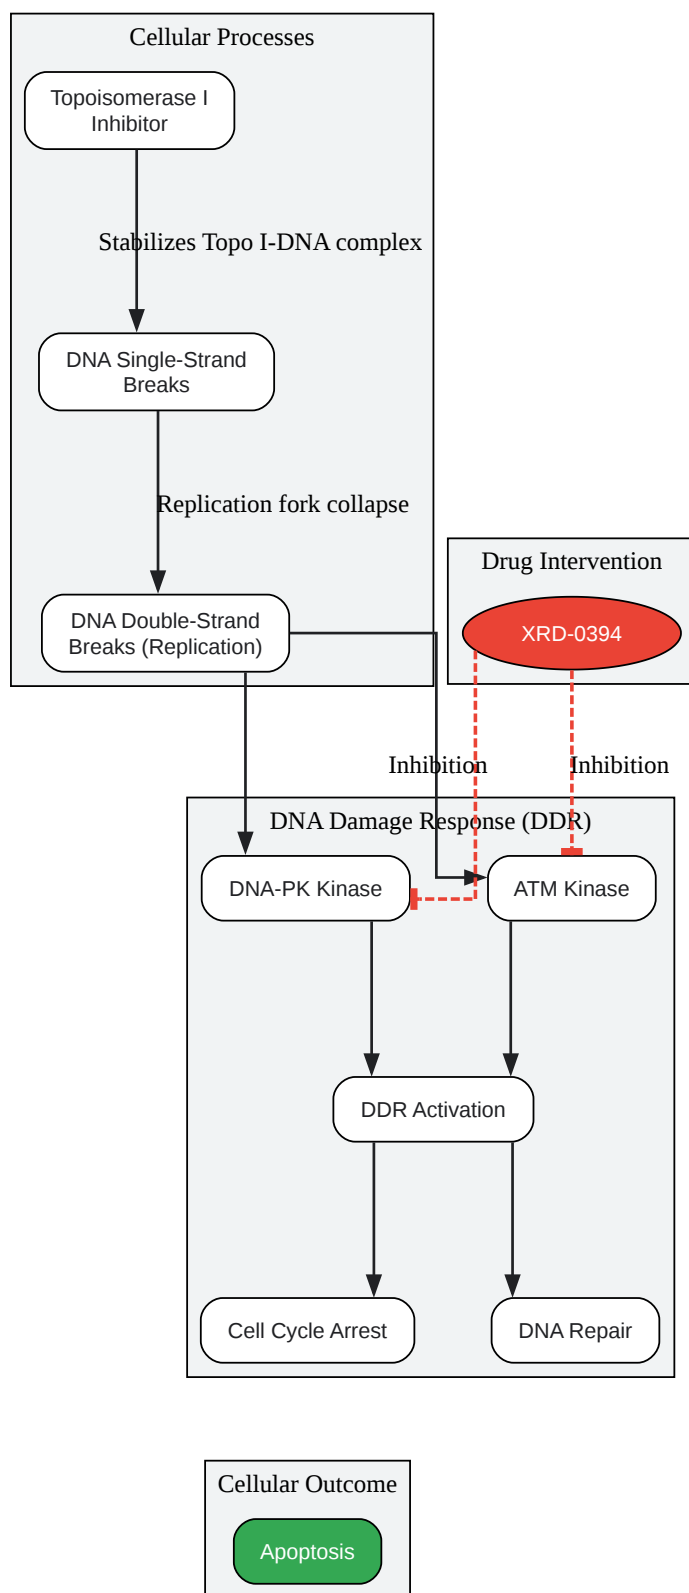 Cellular Processes
Topoisomerase I
Inhibitor
Stabilizes Topo I-DNA complex
DNA Single-Strand
Breaks
Replication fork collapse
DNA Double-Strand
Breaks (Replication)
Drug Intervention
XRD-0394
Inhibition
Inhibition
DNA Damage Response (DDR)
DNA-PK Kinase
ATM Kinase
DDR Activation
Cell Cycle Arrest
DNA Repair
Cellular Outcome
Apoptosis